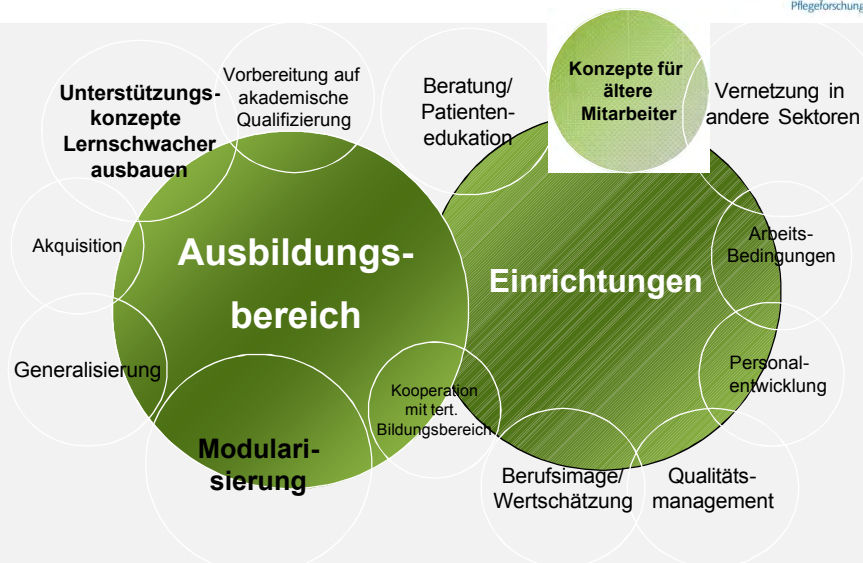 Pflegeforschung
Unterstützungs-
konzepte
Lernschwacher
ausbauen
Vorbereitung auf
akademische
Qualifizierung
Beratung/
Patienten-
edukation
Konzepte für
ältere
Mitarbeiter
Vernetzung in
andere Sektoren
Akquisition
Ausbildungs-
bereich
Einrichtungen
Arbeits-
Bedingungen
Generalisierung
Kooperation
mit tert.
Bildungsbereich
Personal-
entwicklung
Modulari-
sierung
Berufsimage/
Wertschätzung
Qualitäts-
management